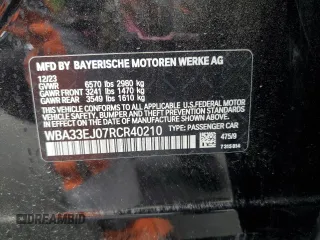 MFD BY BAYERISCHE MOTOREN WERKE AG
12/23
GVWR 6570 lbs 2980 kg
GAWR FRONT 3241 lbs 1470 kg
GAWR REAR 3549 lbs 1610 kg
THIS VEHICLE CONFORMS TO ALL APPLICABLE U.S. FEDERAL MOTOR
VEHICLE SAFETY, BUMPER AND THEFT PREVENTION STANDARDS
IN EFFECT ON THE DATE OF MANUFACTURE SHOWN ABOVE.
WBA33EJ07RCR40210 TYPE: PASSENGER CAR
475/9
DREAMBID